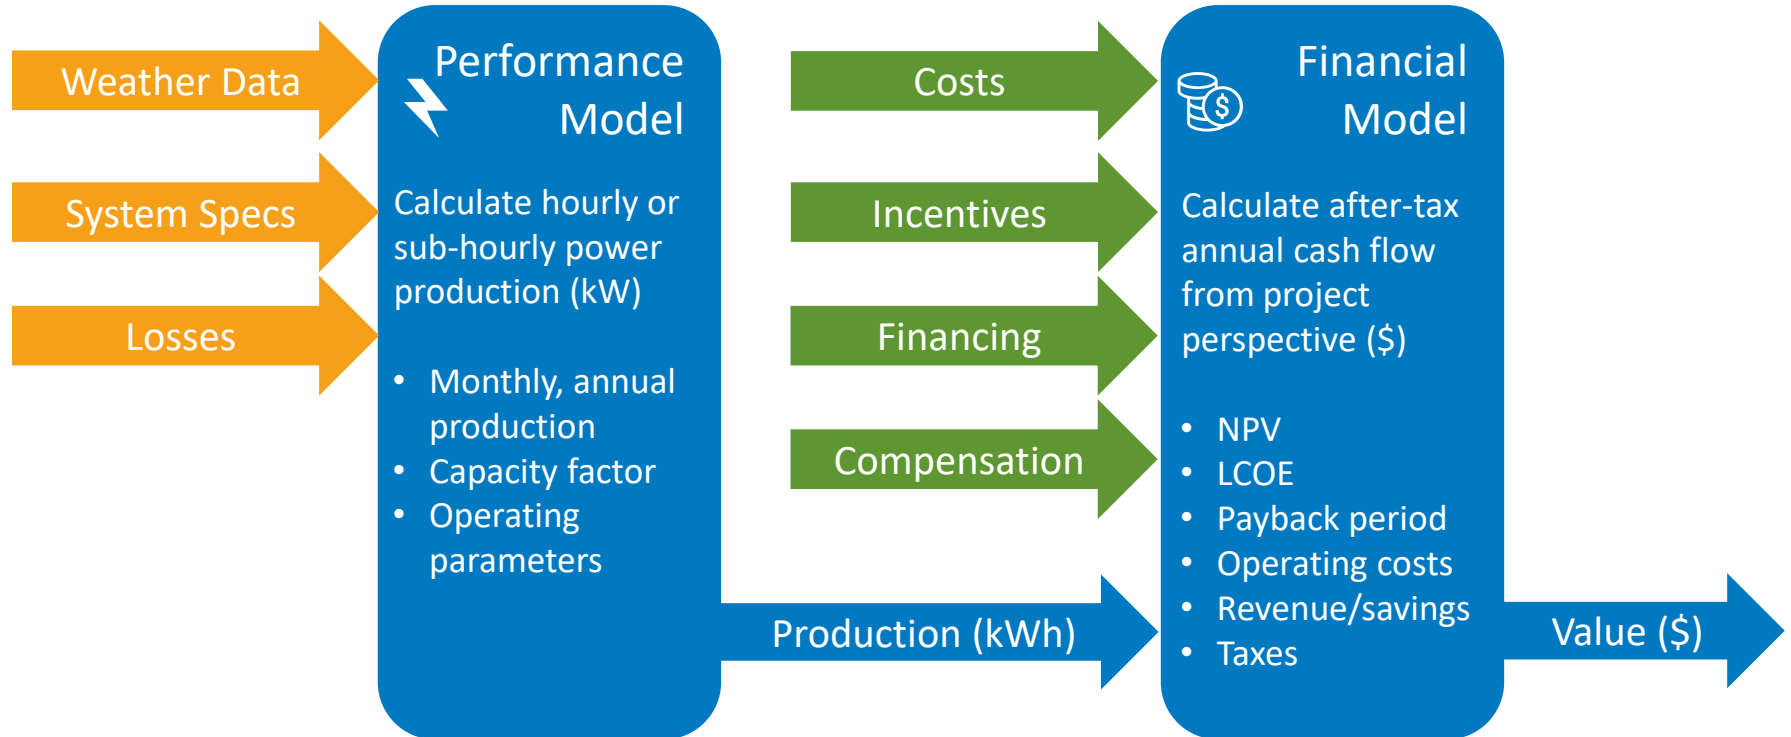 Weather Data
System Specs
Losses
Performance
Model
Calculate hourly or
sub-hourly power
production (kW)
• Monthly, annual
production
• Capacity factor
• Operating
parameters
Production (kWh)
Costs
Incentives
Financing
Compensation
$
Financial
Model
Calculate after-tax
annual cash flow
from project
perspective ($)
• NPV
• LCOE
• Payback period
• Operating costs
• Revenue/savings
• Taxes
Value ($)